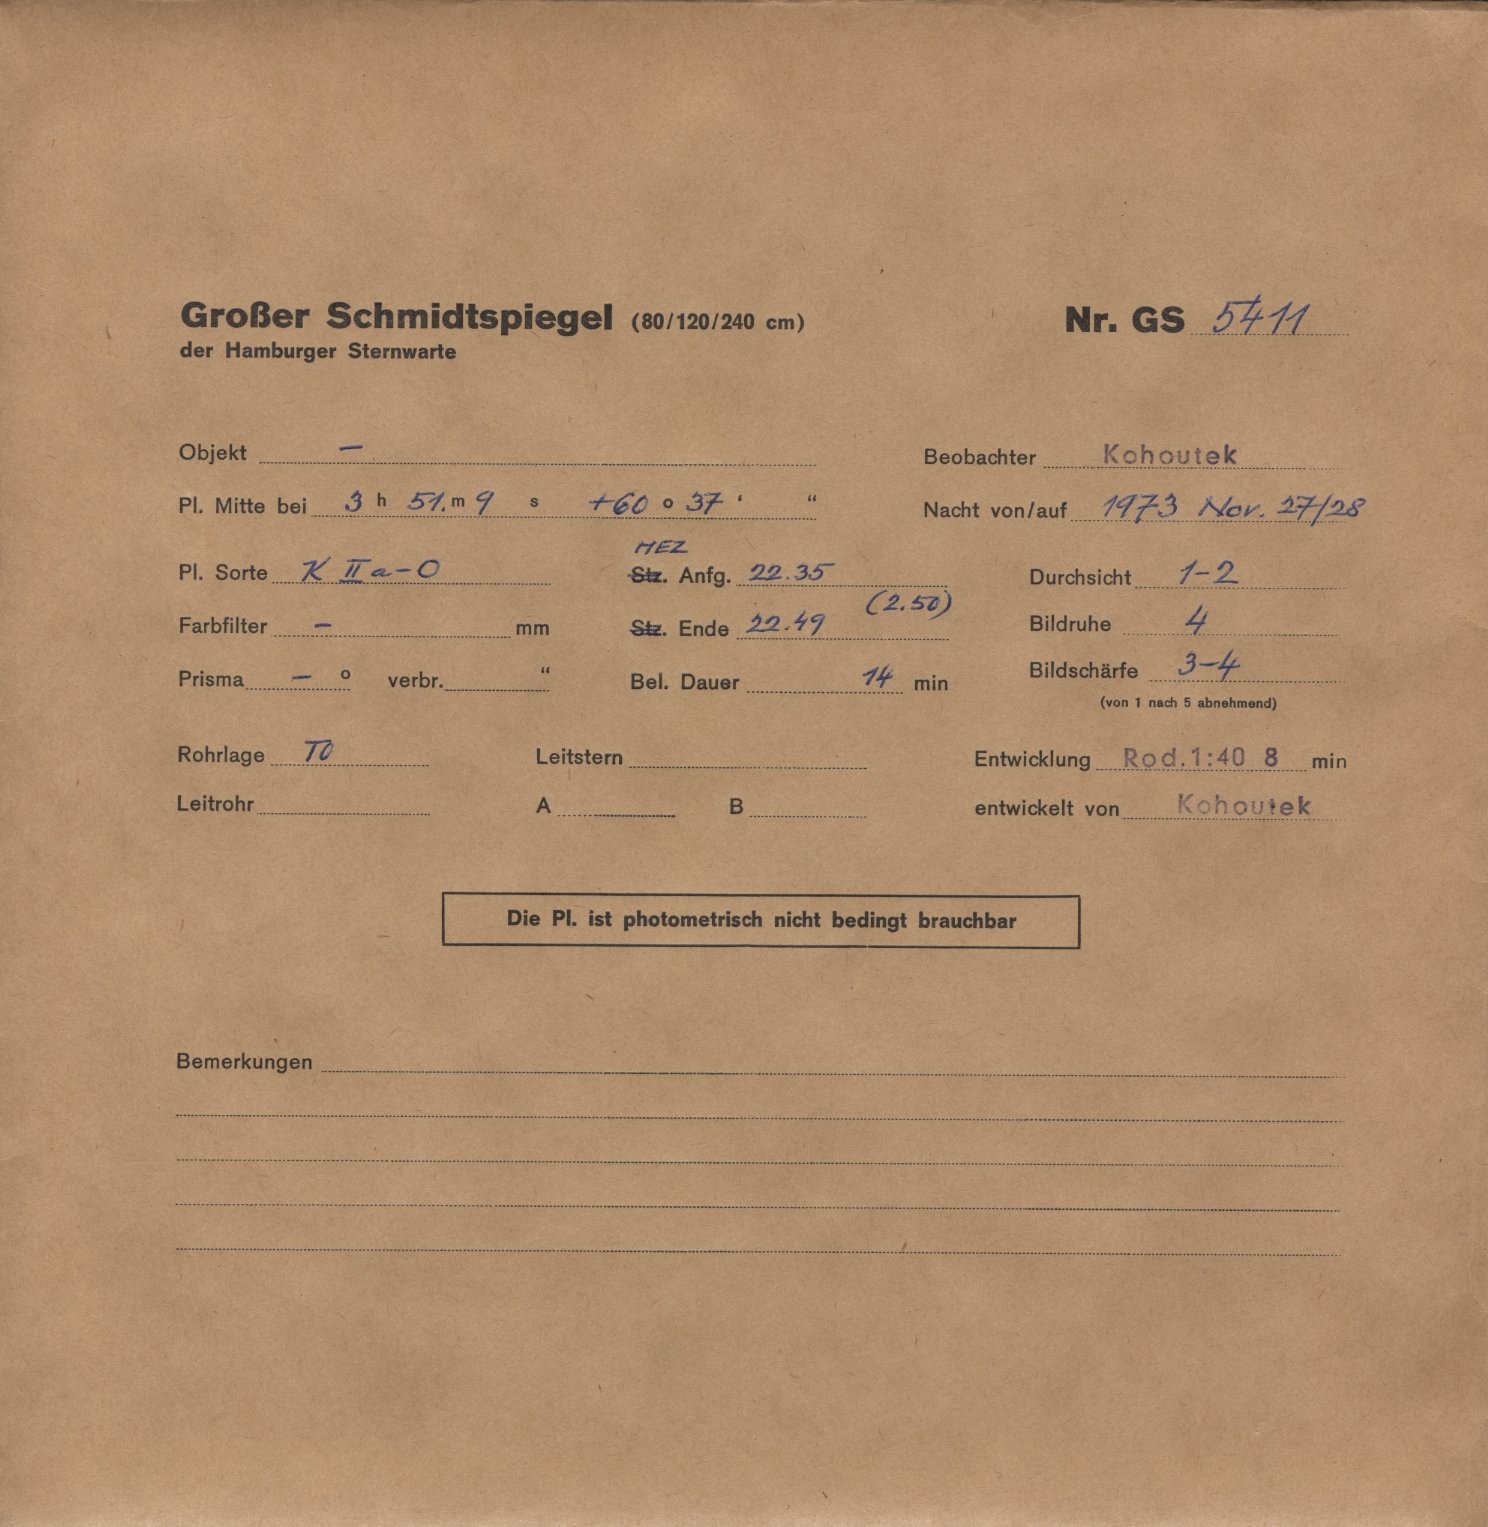 Großer Schmidtspiegel (80/120/240 cm) Nr. GS 5411
der Hamburger Sternwarte
Objekt — Beobachter Kohoutek
Pl. Mitte bei 3 h 51. m 9 s +60 o 37 ‘ “ Nacht von/auf 1973 Nov. 27/28
MEZ
Pl. Sorte K II a-O Stz. Anfg. 22.35 Durchsicht 1-2
(2.50)
Farbfilter — mm Stz. Ende 22.49 Bildruhe 4
Prisma — o verbr. “ Bel. Dauer 14 min Bildschärfe 3-4
(von 1 nach 5 abnehmend)
Rohrlage TO Leitstern Entwicklung Rod.1:40 8 min
Leitrohr A B entwickelt von Kohoutek
Die Pl. ist photometrisch nicht bedingt brauchbar
Bemerkungen